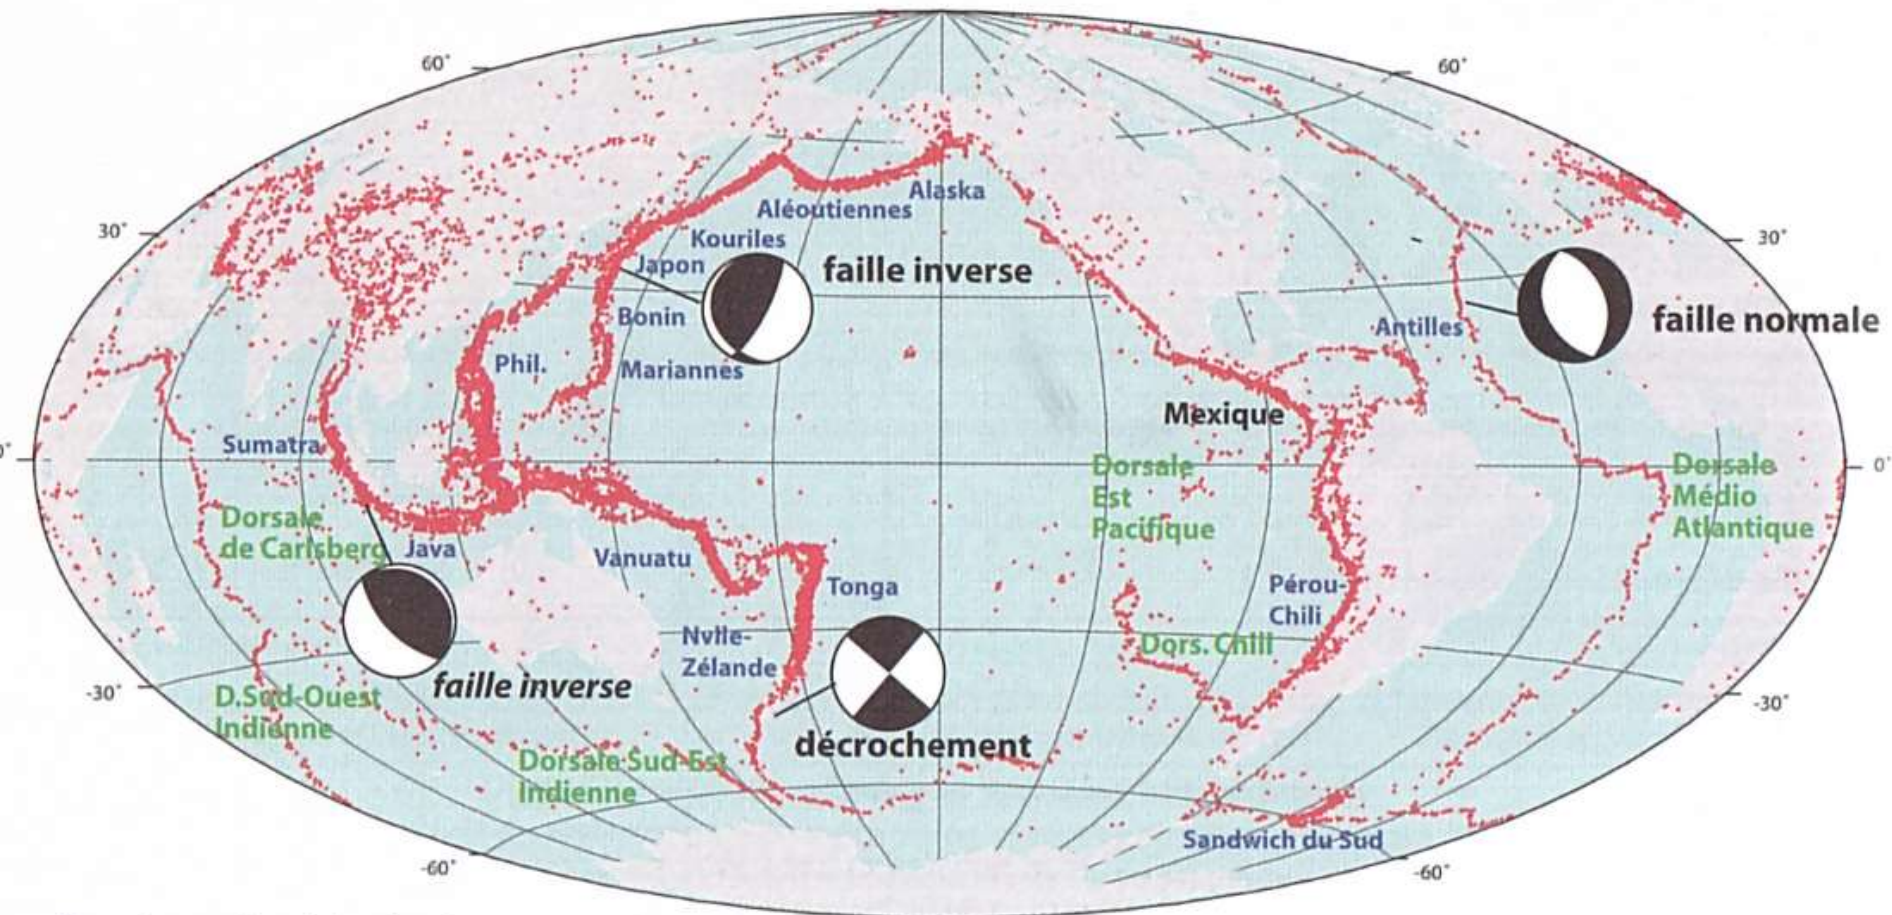 60°
60°
30°
30°
0°
0°
-30°
-30°
-60°
-60°
Alaska
Aléoutiennes
Kouriles
Japon
faille inverse
Bonin
Mariannes
Phil.
Antilles
faille normale
Mexique
Sumatra
Dorsale
Est
Pacifique
Dorsale
Médio
Atlantique
Dorsale
de Carlsberg
Java
Vanuatu
Tonga
Pérou-
Chili
Nvlle-
Zélande
Dors. Chili
faille inverse
D.Sud-Ouest
Indienne
décrochement
Dorsale Sud-Est
Indienne
Sandwich du Sud